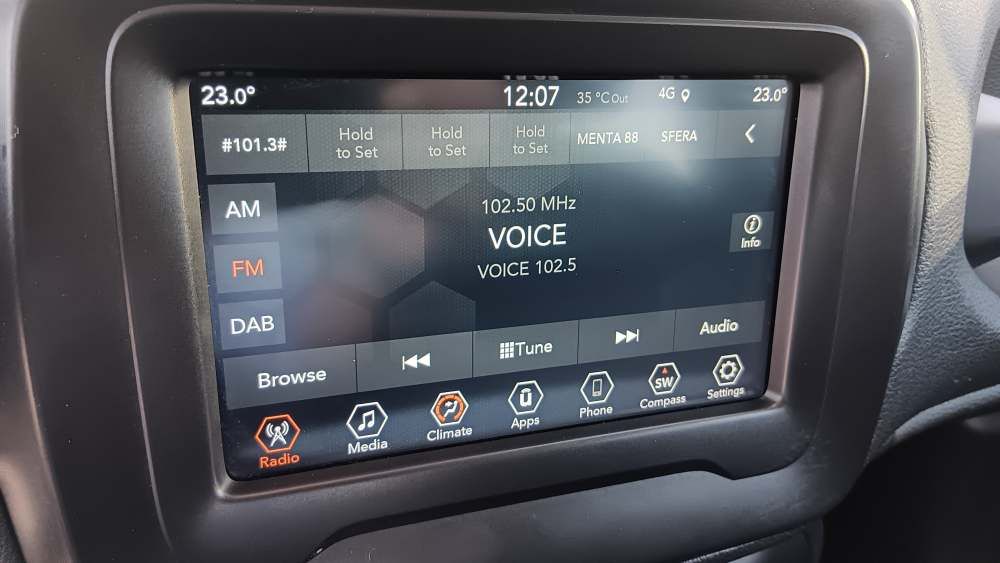 23.0°
12:07
35 °C Out
4G
23.0°
#101.3#
Hold
to Set
Hold
to Set
Hold
to Set
MENTA 88
SFERA
AM
102.50 MHz
VOICE
VOICE 102.5
i
Info
FM
DAB
Browse
Tune
Audio
Radio
Media
Climate
ū
Apps
Phone
SW
Compass
Settings